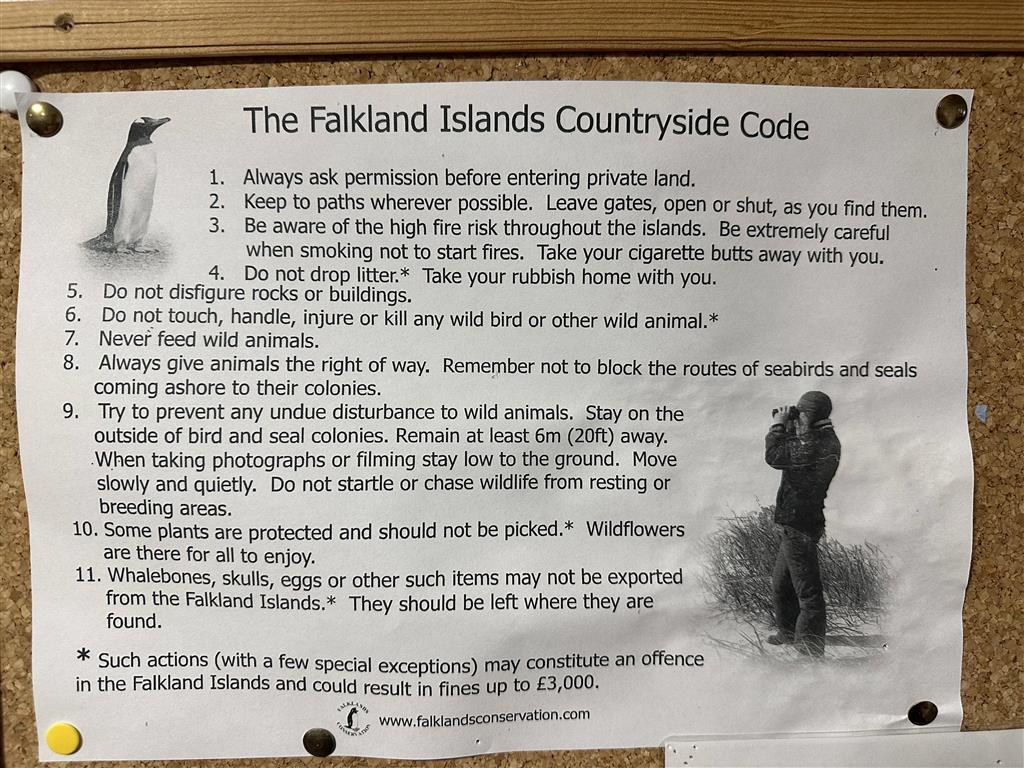 The Falkland Islands Countryside Code
1. Always ask permission before entering private land.
2. Keep to paths wherever possible. Leave gates, open or shut, as you find them.
3. Be aware of the high fire risk throughout the islands. Be extremely careful
when smoking not to start fires. Take your cigarette butts away with you.
4. Do not drop litter.* Take your rubbish home with you.
5. Do not disfigure rocks or buildings.
6. Do not touch, handle, injure or kill any wild bird or other wild animal.*
7. Never feed wild animals.
8. Always give animals the right of way. Remember not to block the routes of seabirds and seals
coming ashore to their colonies.
9. Try to prevent any undue disturbance to wild animals. Stay on the
outside of bird and seal colonies. Remain at least 6m (20ft) away.
When taking photographs or filming stay low to the ground. Move
slowly and quietly. Do not startle or chase wildlife from resting or
breeding areas.
10. Some plants are protected and should not be picked.* Wildflowers
are there for all to enjoy.
11. Whalebones, skulls, eggs or other such items may not be exported
from the Falkland Islands.* They should be left where they are
found.
* Such actions (with a few special exceptions) may constitute an offence
in the Falkland Islands and could result in fines up to £3,000.
FALKLANDS CONSERVATION
www.falklandsconservation.com